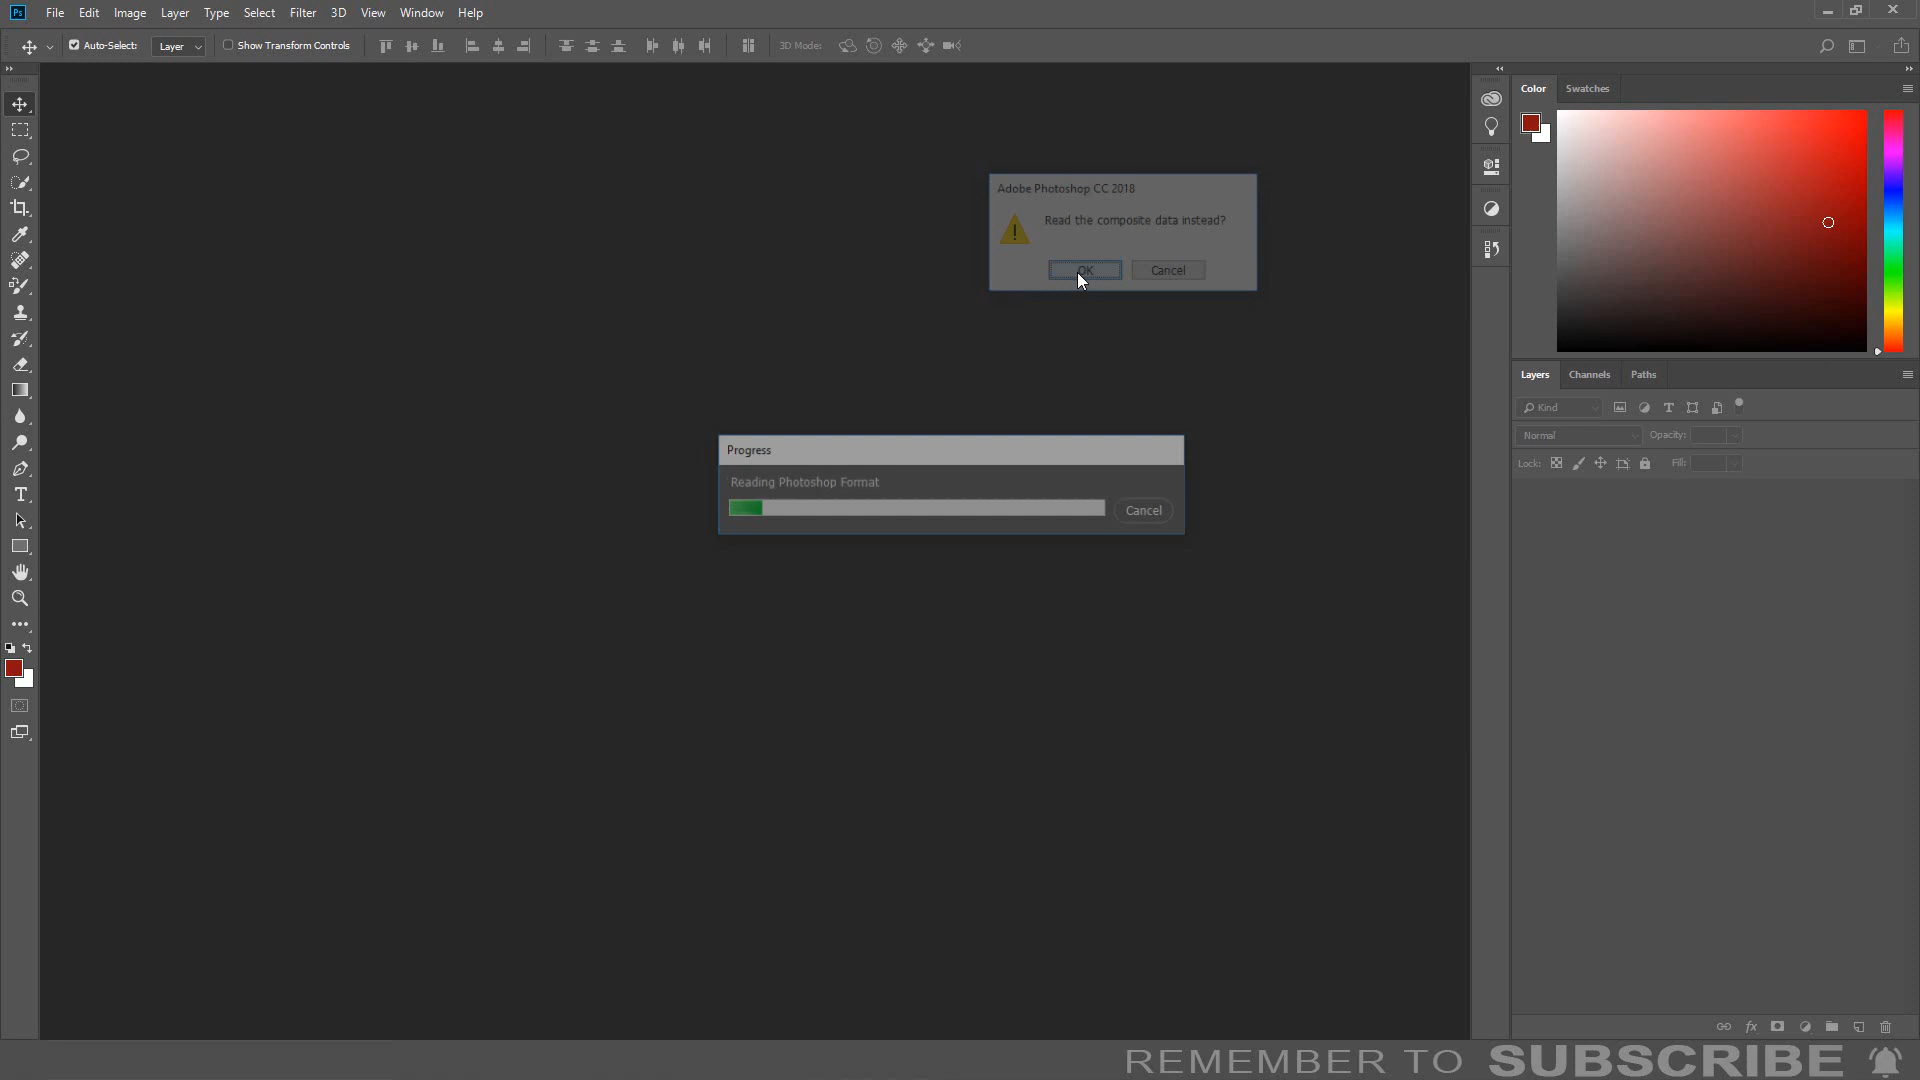 Ps File Edit Image Layer Type Select Filter 3D View Window Help
Auto-Select: Layer Show Transform Controls 3D Mode:
Color Swatches
Adobe Photoshop CC 2018
Read the composite data instead?
OK Cancel
Layers Channels Paths
Kind
Normal Opacity:
Lock: Fill:
Progress
Reading Photoshop Format
Cancel
fx
REMEMBER TO SUBSCRIBE